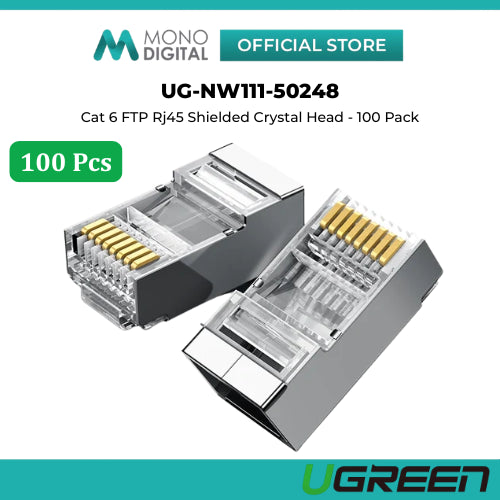 MONO
DIGITAL
OFFICIAL STORE
UG-NW111-50248
Cat 6 FTP Rj45 Shielded Crystal Head - 100 Pack
100 Pcs
UGREEN